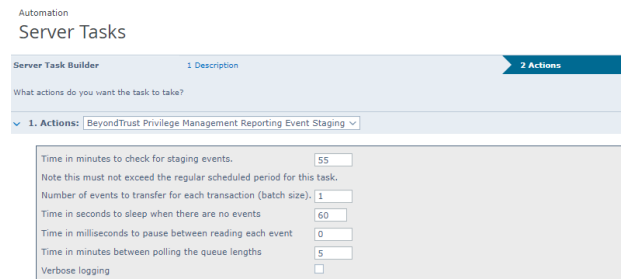 Automation
Server Tasks
Server Task Builder 1 Description 2 Actions
What actions do you want the task to take?
1. Actions: BeyondTrust Privilege Management Reporting Event Staging
Time in minutes to check for staging events. 55
Note this must not exceed the regular scheduled period for this task.
Number of events to transfer for each transaction (batch size). 1
Time in seconds to sleep when there are no events 60
Time in milliseconds to pause between reading each event 0
Time in minutes between polling the queue lengths 5
Verbose logging